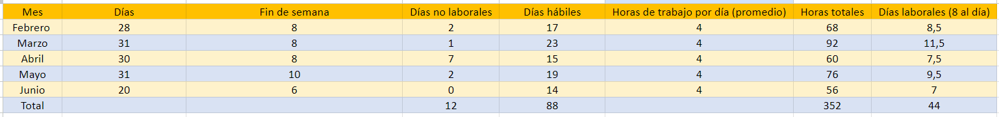 Mes Días Fin de semana Días no laborales Días hábiles Horas de trabajo por día (promedio) Horas totales Días laborales (8 al día)
Febrero 28 8 2 17 4 68 8,5
Marzo 31 8 1 23 4 92 11,5
Abril 30 8 7 15 4 60 7,5
Mayo 31 10 2 19 4 76 9,5
Junio 20 6 0 14 4 56 7
Total 12 88 352 44